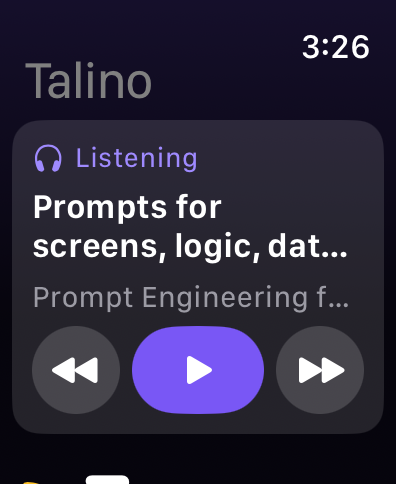 3:26
Talino
Listening
Prompts for
screens, logic, dat...
Prompt Engineering f...